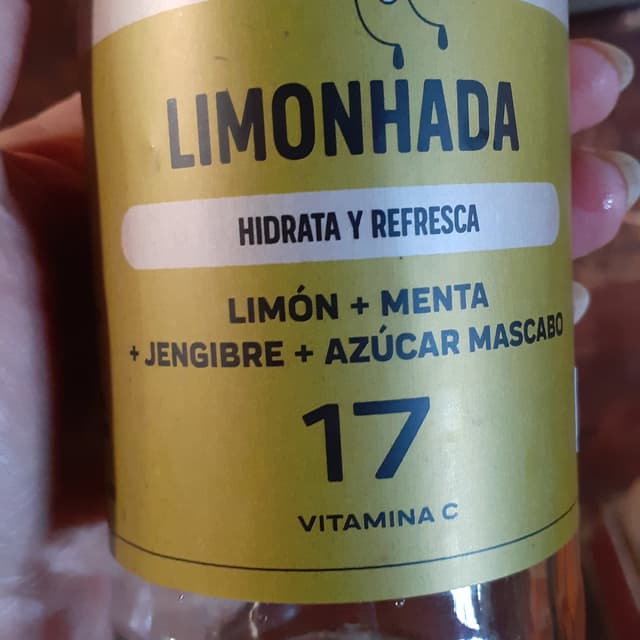 LIMONHADA
HIDRATA Y REFRESCA
LIMÓN + MENTA
+ JENGIBRE + AZÚCAR MASCABO
17
VITAMINA C